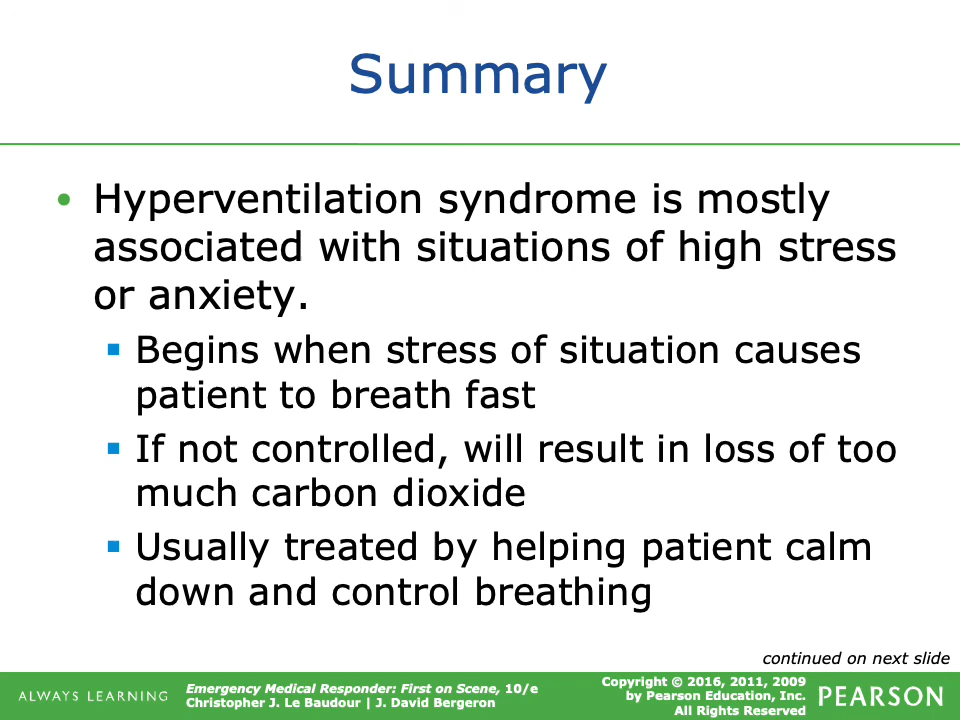 Summary
• Hyperventilation syndrome is mostly
associated with situations of high stress
or anxiety.
▪ Begins when stress of situation causes
patient to breath fast
▪ If not controlled, will result in loss of too
much carbon dioxide
▪ Usually treated by helping patient calm
down and control breathing
continued on next slide
ALWAYS LEARNING
Emergency Medical Responder: First on Scene, 10/e
Christopher J. Le Baudour | J. David Bergeron
Copyright © 2016, 2011, 2009
by Pearson Education, Inc.
All Rights Reserved
PEARSON